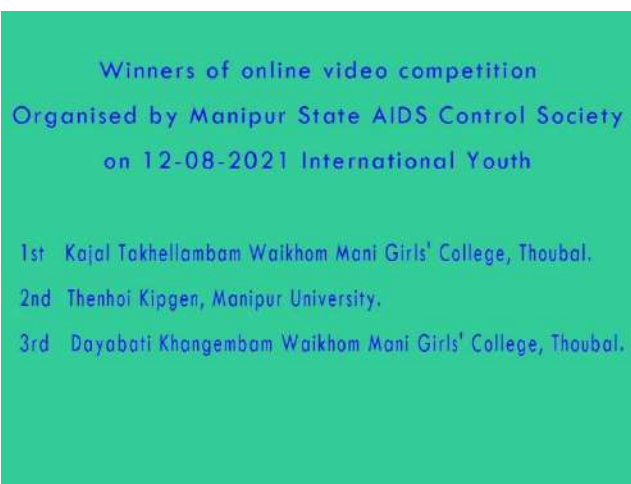 Winners of online video competition
Organised by Manipur State AIDS Control Society
on 12-08-2021 International Youth
1st Kajal Takhellambam Waikhom Mani Girls' College, Thoubal.
2nd Thenhoi Kipgen, Manipur University.
3rd Dayabati Khangembam Waikhom Mani Girls' College, Thoubal.